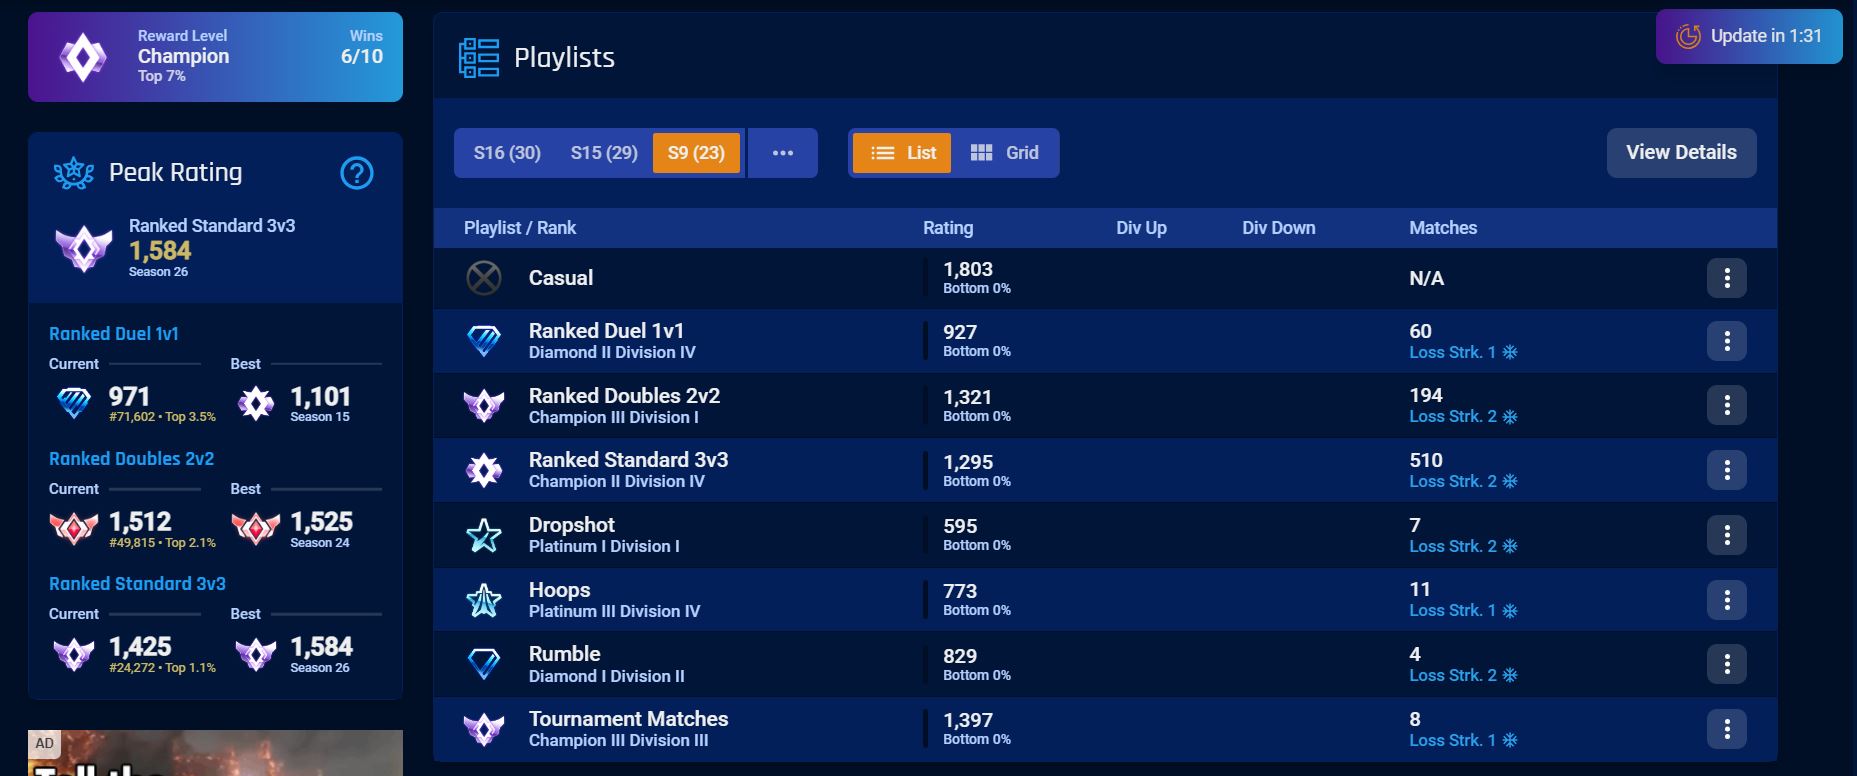 Reward Level
Champion
Top 7%
Wins
6/10
Peak Rating
?
Ranked Standard 3v3
1,584
Season 26
Ranked Duel 1v1
Current
971
#71,602 • Top 3.5%
Best
1,101
Season 15
Ranked Doubles 2v2
Current
1,512
#49,815 • Top 2.1%
Best
1,525
Season 24
Ranked Standard 3v3
Current
1,425
#24,272 • Top 1.1%
Best
1,584
Season 26
AD
Playlists
Update in 1:31
S16 (30) S15 (29) S9 (23) •••
List Grid
View Details
Playlist / Rank Rating Div Up Div Down Matches
Casual 1,803 N/A
Bottom 0%
Ranked Duel 1v1 927 60
Diamond II Division IV Bottom 0% Loss Strk. 1
Ranked Doubles 2v2 1,321 194
Champion III Division I Bottom 0% Loss Strk. 2
Ranked Standard 3v3 1,295 510
Champion II Division IV Bottom 0% Loss Strk. 2
Dropshot 595 7
Platinum I Division I Bottom 0% Loss Strk. 2
Hoops 773 11
Platinum III Division IV Bottom 0% Loss Strk. 1
Rumble 829 4
Diamond I Division II Bottom 0% Loss Strk. 2
Tournament Matches 1,397 8
Champion III Division III Bottom 0% Loss Strk. 1